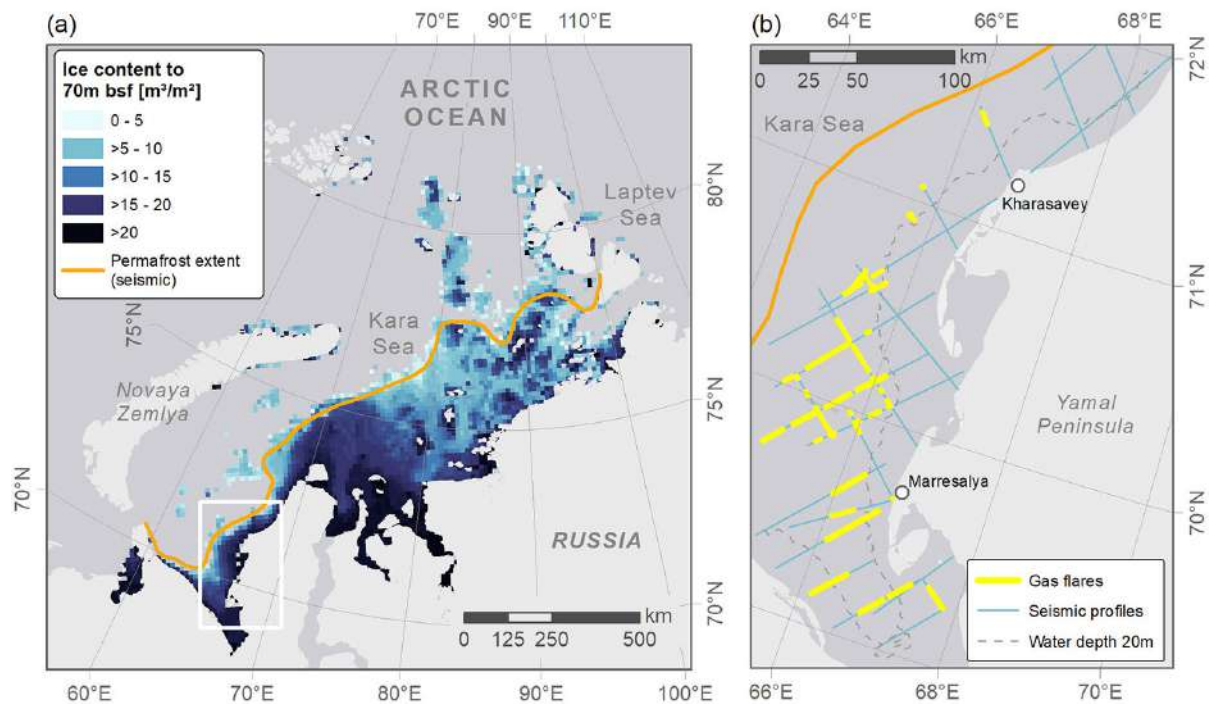 (a)
70°E 80°E 90°E 110°E
Ice content to
70m bsf [m³/m²]
0 - 5
>5 - 10
>10 - 15
>15 - 20
>20
Permafrost extent
(seismic)
ARCTIC
OCEAN
Laptev
Sea
80°N
75°N
Kara
Sea
Novaya
Zemlya
75°N
70°N
RUSSIA
70°N
km
0 125 250 500
60°E 70°E 80°E 90°E 100°E
(b)
64°E 66°E 68°E
km
0 25 50 100
72°N
Kara Sea
Kharasavey
71°N
Yamal
Peninsula
Marresalya
70°N
Gas flares
Seismic profiles
Water depth 20m
66°E 68°E 70°E